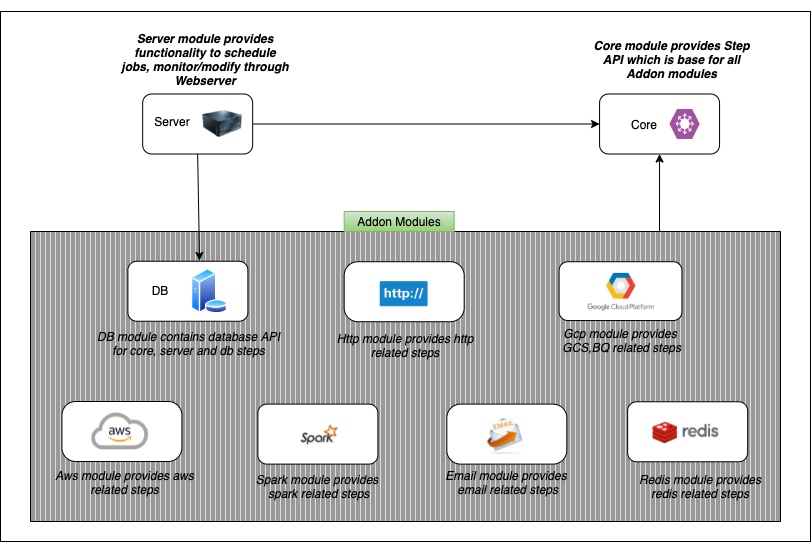 Server module provides
functionality to schedule
jobs, monitor/modify through
Webserver
Core module provides Step
API which is base for all
Addon modules
Server
Core
Addon Modules
DB
http://
Google Cloud Platform
DB module contains database API
for core, server and db steps
Http module provides http
related steps
Gcp module provides
GCS,BQ related steps
aws
Spark
EMAIL
redis
Aws module provides aws
related steps
Spark module provides
spark related steps
Email module provides
email related steps
Redis module provides
redis related steps